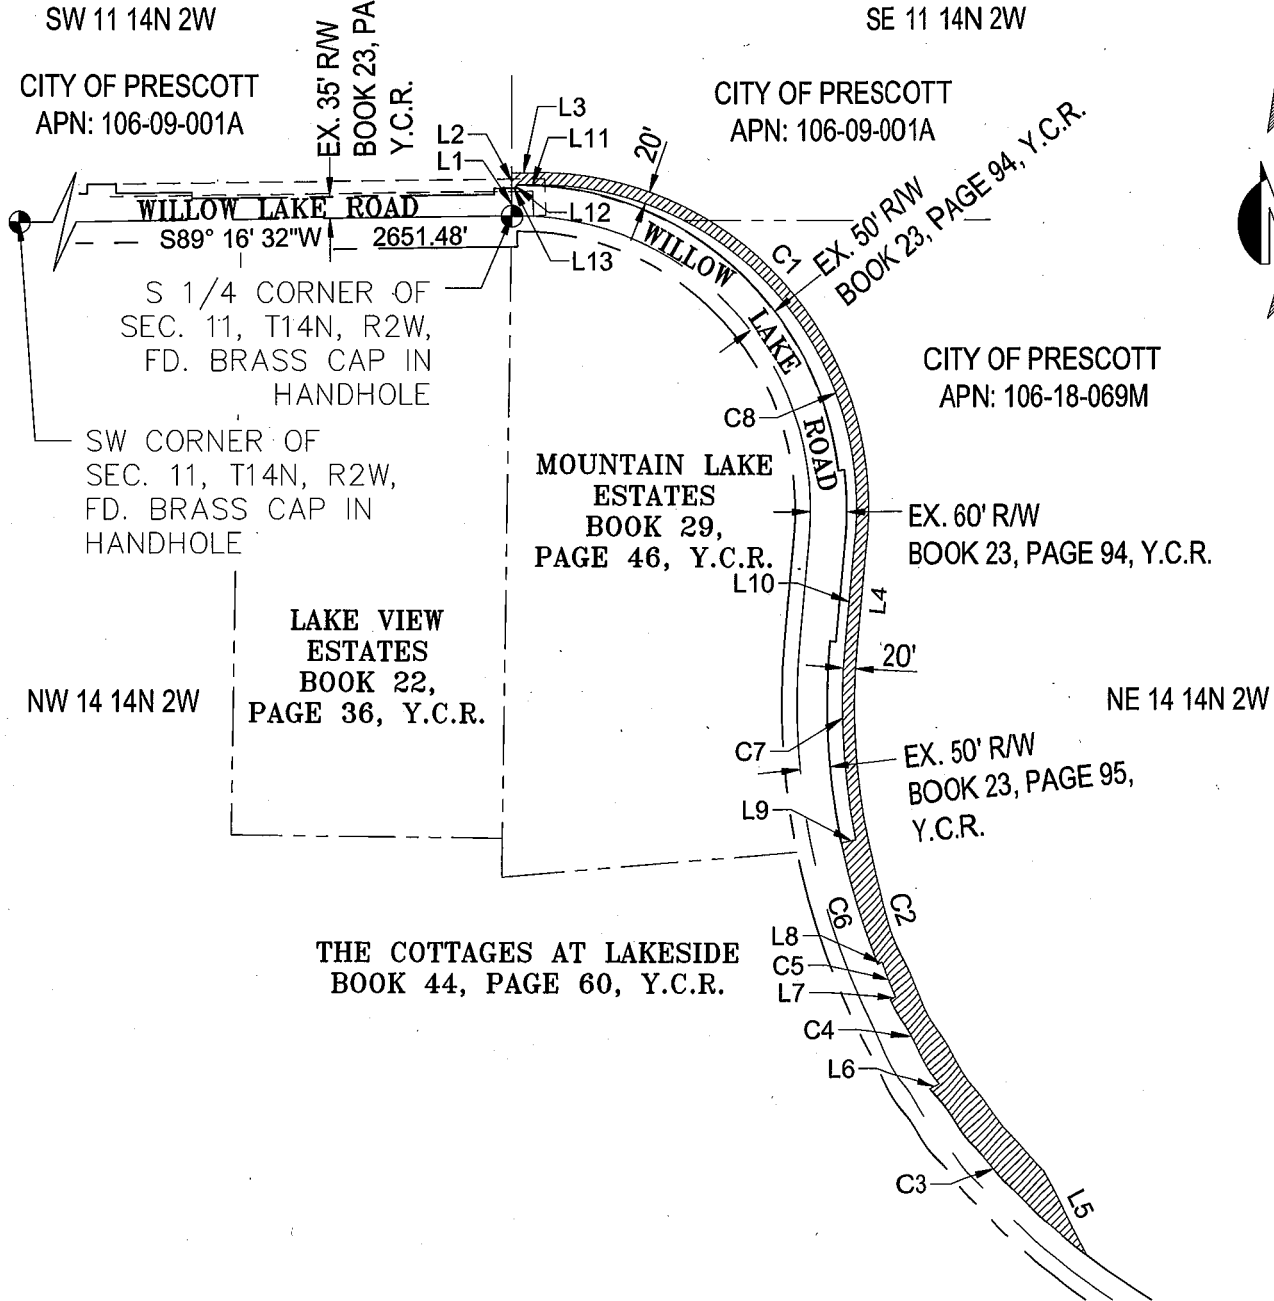 SW 11 14N 2W
SE 11 14N 2W
CITY OF PRESCOTT
APN: 106-09-001A
EX. 35' R/W
BOOK 23, PA
Y.C.R.
CITY OF PRESCOTT
APN: 106-09-001A
L3
L2
L11
L1
20'
L12
L13
WILLOW LAKE ROAD
S89° 16' 32"W 2651.48'
WILLOW
LAKE
ROAD
C1
EX. 50' R/W
BOOK 23, PAGE 94, Y.C.R.
S 1/4 CORNER OF
SEC. 11, T14N, R2W,
FD. BRASS CAP IN
HANDHOLE
CITY OF PRESCOTT
APN: 106-18-069M
C8
SW CORNER OF
SEC. 11, T14N, R2W,
FD. BRASS CAP IN
HANDHOLE
MOUNTAIN LAKE
ESTATES
BOOK 29,
PAGE 46, Y.C.R.
EX. 60' R/W
BOOK 23, PAGE 94, Y.C.R.
L10
L4
LAKE VIEW
ESTATES
BOOK 22,
PAGE 36, Y.C.R.
20'
NW 14 14N 2W
NE 14 14N 2W
C7
EX. 50' R/W
BOOK 23, PAGE 95,
Y.C.R.
L9
C6
C2
THE COTTAGES AT LAKESIDE
BOOK 44, PAGE 60, Y.C.R.
L8
C5
L7
C4
L6
C3
L5